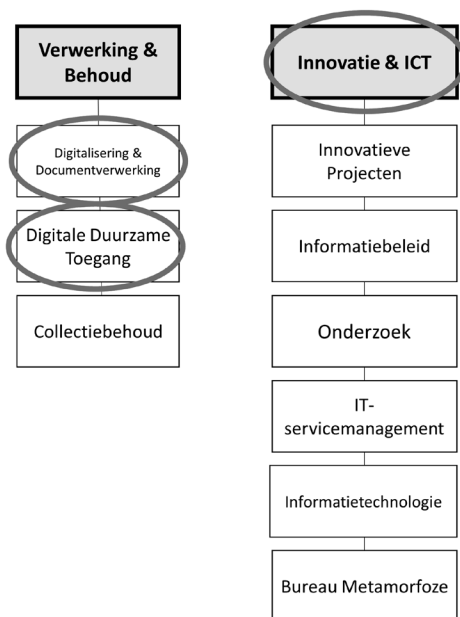 Verwerking &
Behoud
Digitalisering &
Documentverwerking
Digitale Duurzame
Toegang
Collectiebehoud
Innovatie & ICT
Innovatieve
Projecten
Informatiebeleid
Onderzoek
IT-
servicemanagement
Informatietechnologie
Bureau Metamorfoze